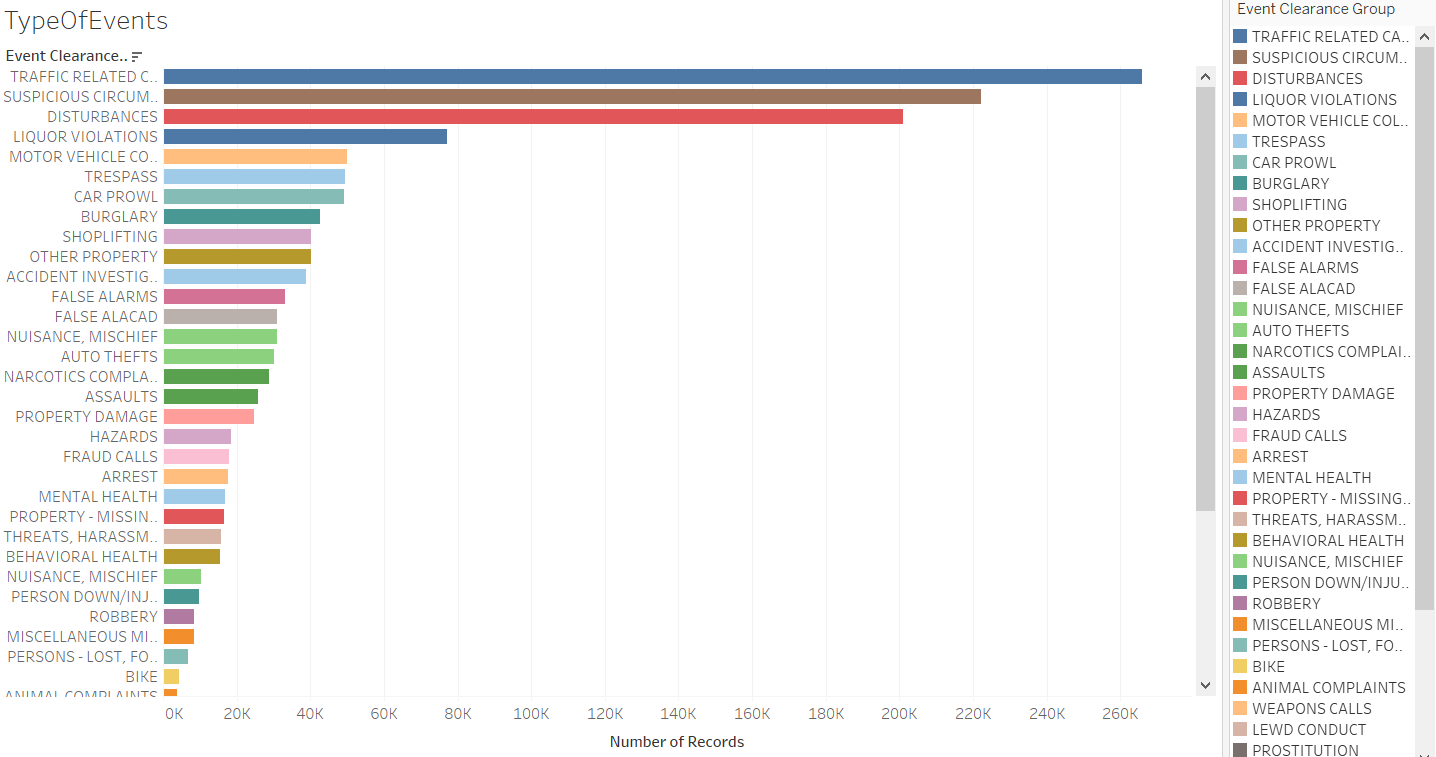 TypeOfEvents
Event Clearance..
TRAFFIC RELATED C..
SUSPICIOUS CIRCUM..
DISTURBANCES
LIQUOR VIOLATIONS
MOTOR VEHICLE CO..
TRESPASS
CAR PROWL
BURGLARY
SHOPLIFTING
OTHER PROPERTY
ACCIDENT INVESTIG..
FALSE ALARMS
FALSE ALACAD
NUISANCE, MISCHIEF
AUTO THEFTS
NARCOTICS COMPLA..
ASSAULTS
PROPERTY DAMAGE
HAZARDS
FRAUD CALLS
ARREST
MENTAL HEALTH
PROPERTY - MISSIN..
THREATS, HARASSM..
BEHAVIORAL HEALTH
NUISANCE, MISCHIEF
PERSON DOWN/INJ..
ROBBERY
MISCELLANEOUS MI..
PERSONS - LOST, FO..
BIKE
ANIMAL COMPLAINTS
0K 20K 40K 60K 80K 100K 120K 140K 160K 180K 200K 220K 240K 260K
Number of Records
Event Clearance Group
TRAFFIC RELATED CA..
SUSPICIOUS CIRCUM..
DISTURBANCES
LIQUOR VIOLATIONS
MOTOR VEHICLE COL..
TRESPASS
CAR PROWL
BURGLARY
SHOPLIFTING
OTHER PROPERTY
ACCIDENT INVESTIG..
FALSE ALARMS
FALSE ALACAD
NUISANCE, MISCHIEF
AUTO THEFTS
NARCOTICS COMPLAI..
ASSAULTS
PROPERTY DAMAGE
HAZARDS
FRAUD CALLS
ARREST
MENTAL HEALTH
PROPERTY - MISSING..
THREATS, HARASSM..
BEHAVIORAL HEALTH
NUISANCE, MISCHIEF
PERSON DOWN/INJU..
ROBBERY
MISCELLANEOUS MI..
PERSONS - LOST, FO..
BIKE
ANIMAL COMPLAINTS
WEAPONS CALLS
LEWD CONDUCT
PROSTITUTION